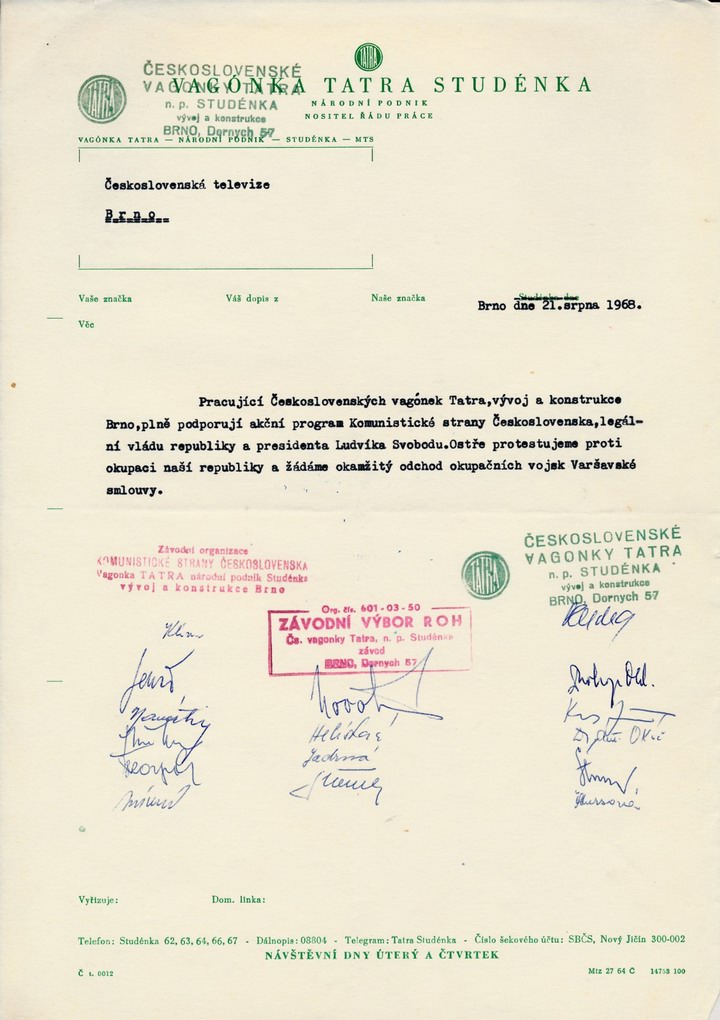 TATRA
VAGÓNKA TATRA STUDÉNKA
NÁRODNÍ PODNIK
NOSITEL ŘÁDU PRÁCE
TATRA
ČESKOSLOVENSKÉ
VAGONKY TATRA
n. p. STUDÉNKA
vývoj a konstrukce
BRNO, Dornych 57
VAGÓNKA TATRA — NÁRODNÍ PODNIK — STUDÉNKA — MTS
Československá televize
Brno
Vaše značka Váš dopis z Naše značka
Studénka dne
Brno dne 21.srpna 1968.
Věc
Pracující Československých vagónek Tatra,vývoj a konstrukce
Brno,plně podporují akční program Komunistické strany Československa,legál-
ní vládu republiky a presidenta Ludvíka Svobodu.Ostře protestujeme proti
okupaci naší republiky a žádáme okamžitý odchod okupačních vojsk Varšavské
smlouvy.
Závodní organizace
KOMUNISTICKÉ STRANY ČESKOSLOVENSKA
Vagonka TATRA národní podnik Studénka
vývoj a konstrukce Brno
Org. čís. 601-03-50
ZÁVODNÍ VÝBOR ROH
Čs. vagonky Tatra, n. p. Studénka
závod
BRNO, Dornych 57
TATRA
ČESKOSLOVENSKÉ
VAGONKY TATRA
n. p. STUDÉNKA
vývoj a konstrukce
BRNO, Dornych 57
Vyřizuje: Dom. linka:
Telefon: Studénka 62, 63, 64, 66, 67 - Dálnopis: 08804 - Telegram: Tatra Studénka - Číslo šekového účtu: SBČS, Nový Jičín 300-002
NÁVŠTĚVNÍ DNY ÚTERÝ A ČTVRTEK
Č t. 0012 Mtz 27 64 C 14753 100